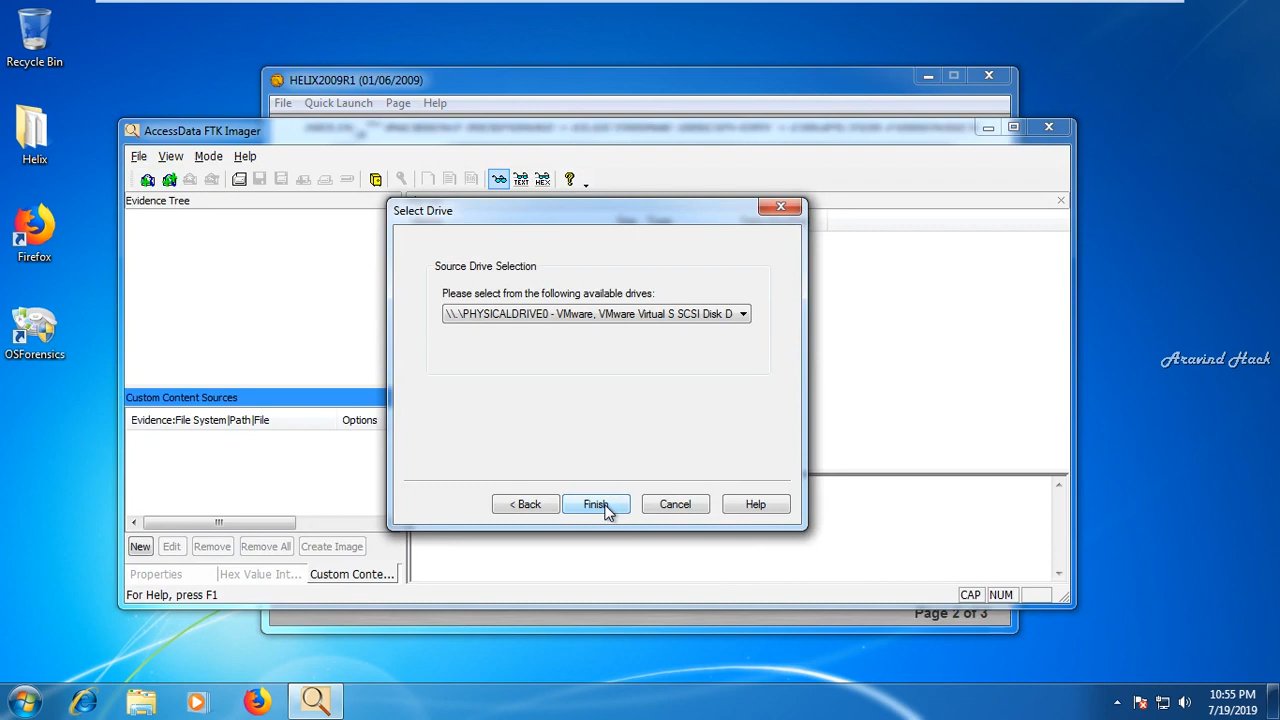 Recycle Bin
Helix
Firefox
OSForensics
HELIX2009R1 (01/06/2009)
File Quick Launch Page Help
AccessData FTK Imager
File View Mode Help
TEXT HEX
Evidence Tree
Custom Content Sources
Evidence:File System|Path|File Options
New Edit Remove Remove All Create Image
Properties Hex Value Int... Custom Conte...
For Help, press F1
CAP NUM
Select Drive
Source Drive Selection
Please select from the following available drives:
\\.\PHYSICALDRIVE0 - VMware, VMware Virtual S SCSI Disk D
< Back Finish Cancel Help
Page 2 of 3
Aravind Hack
10:55 PM
7/19/2019